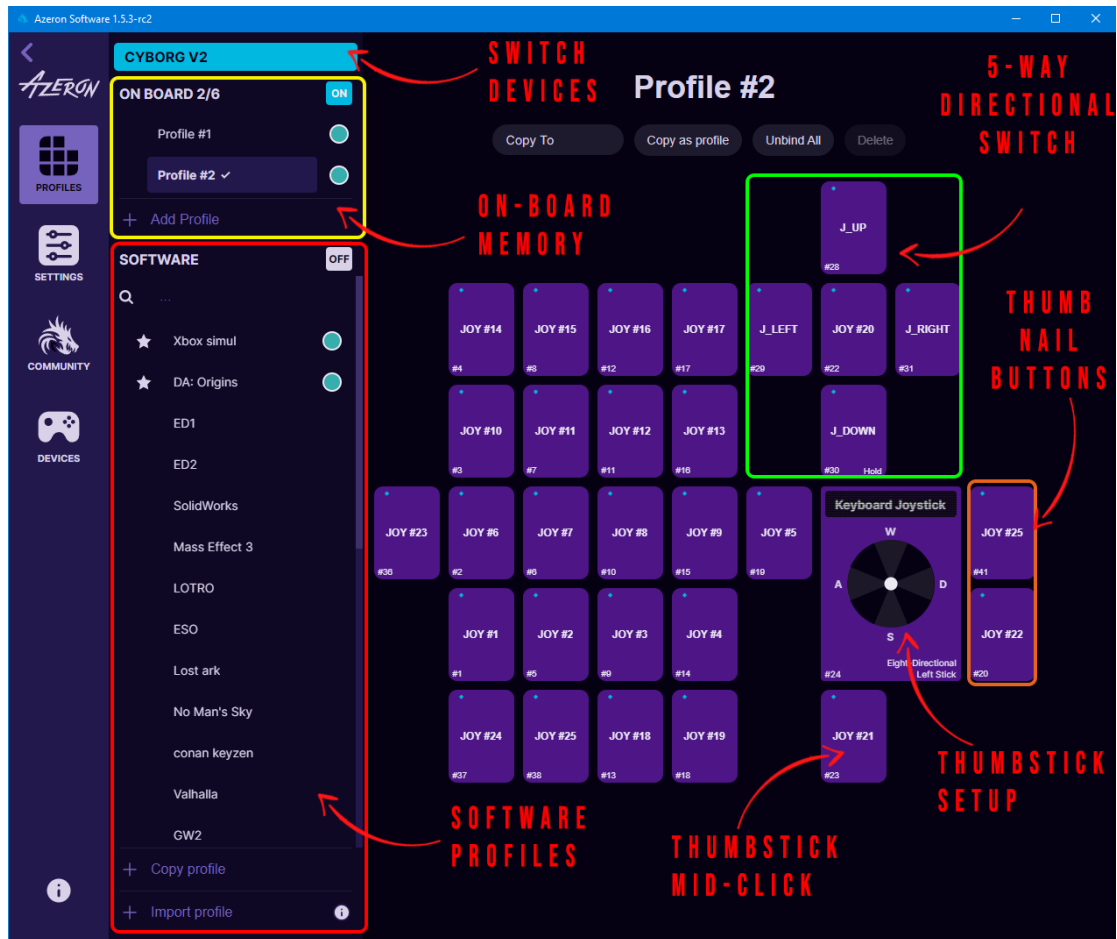 Azeron Software 1.5.3-rc2
AZERON
PROFILES
SETTINGS
COMMUNITY
DEVICES
CYBORG V2
ON BOARD 2/6
ON
Profile #1
Profile #2
Add Profile
SOFTWARE
OFF
...
Xbox simul
DA: Origins
ED1
ED2
SolidWorks
Mass Effect 3
LOTRO
ESO
Lost ark
No Man's Sky
conan keyzen
Valhalla
GW2
Copy profile
Import profile
SWITCH
DEVICES
Profile #2
5-WAY
DIRECTIONAL
SWITCH
Copy To
Copy as profile
Unbind All
Delete
ON-BOARD
MEMORY
J_UP
#28
THUMB
NAIL
BUTTONS
JOY #14
#4
JOY #15
#8
JOY #16
#12
JOY #17
#17
J_LEFT
#29
JOY #20
#22
J_RIGHT
#31
JOY #10
#3
JOY #11
#7
JOY #12
#11
JOY #13
#16
J_DOWN
#30 Hold
JOY #23
#36
JOY #6
#2
JOY #7
#6
JOY #8
#10
JOY #9
#15
JOY #5
#19
Keyboard Joystick
W
A
D
S
Eight-Directional
#24 Left Stick
JOY #25
#41
JOY #22
#20
JOY #1
#1
JOY #2
#5
JOY #3
#9
JOY #4
#14
JOY #24
#37
JOY #25
#38
JOY #18
#13
JOY #19
#18
JOY #21
#23
THUMBSTICK
SETUP
SOFTWARE
PROFILES
THUMBSTICK
MID-CLICK